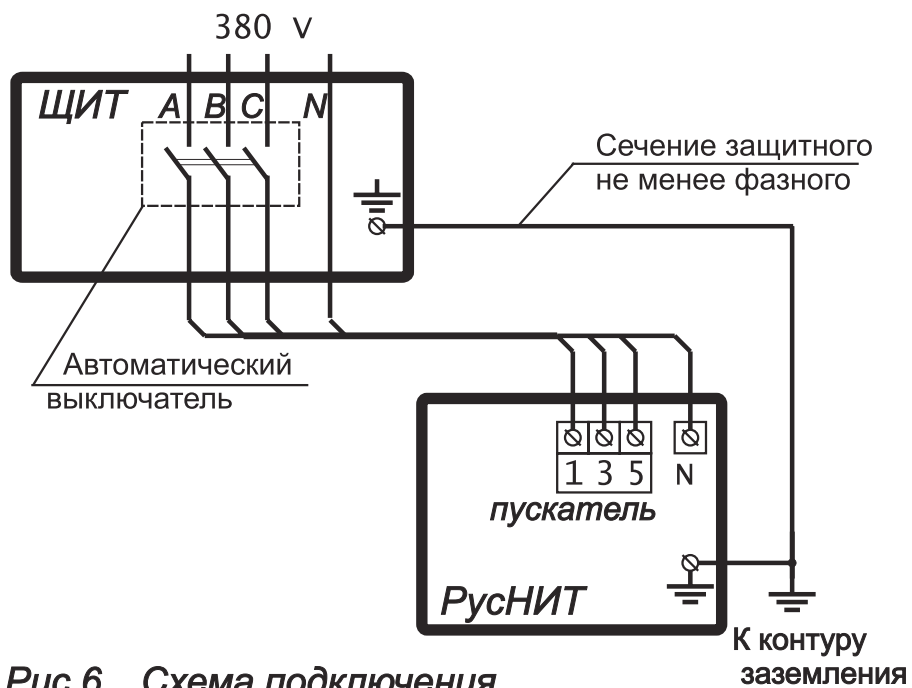 380 V
ЩИТ A B C N
Сечение защитного
не менее фазного
Автоматический
выключатель
1 3 5 N
пускатель
РусНИТ
К контуру
заземления
Рис.6 Схема подключения